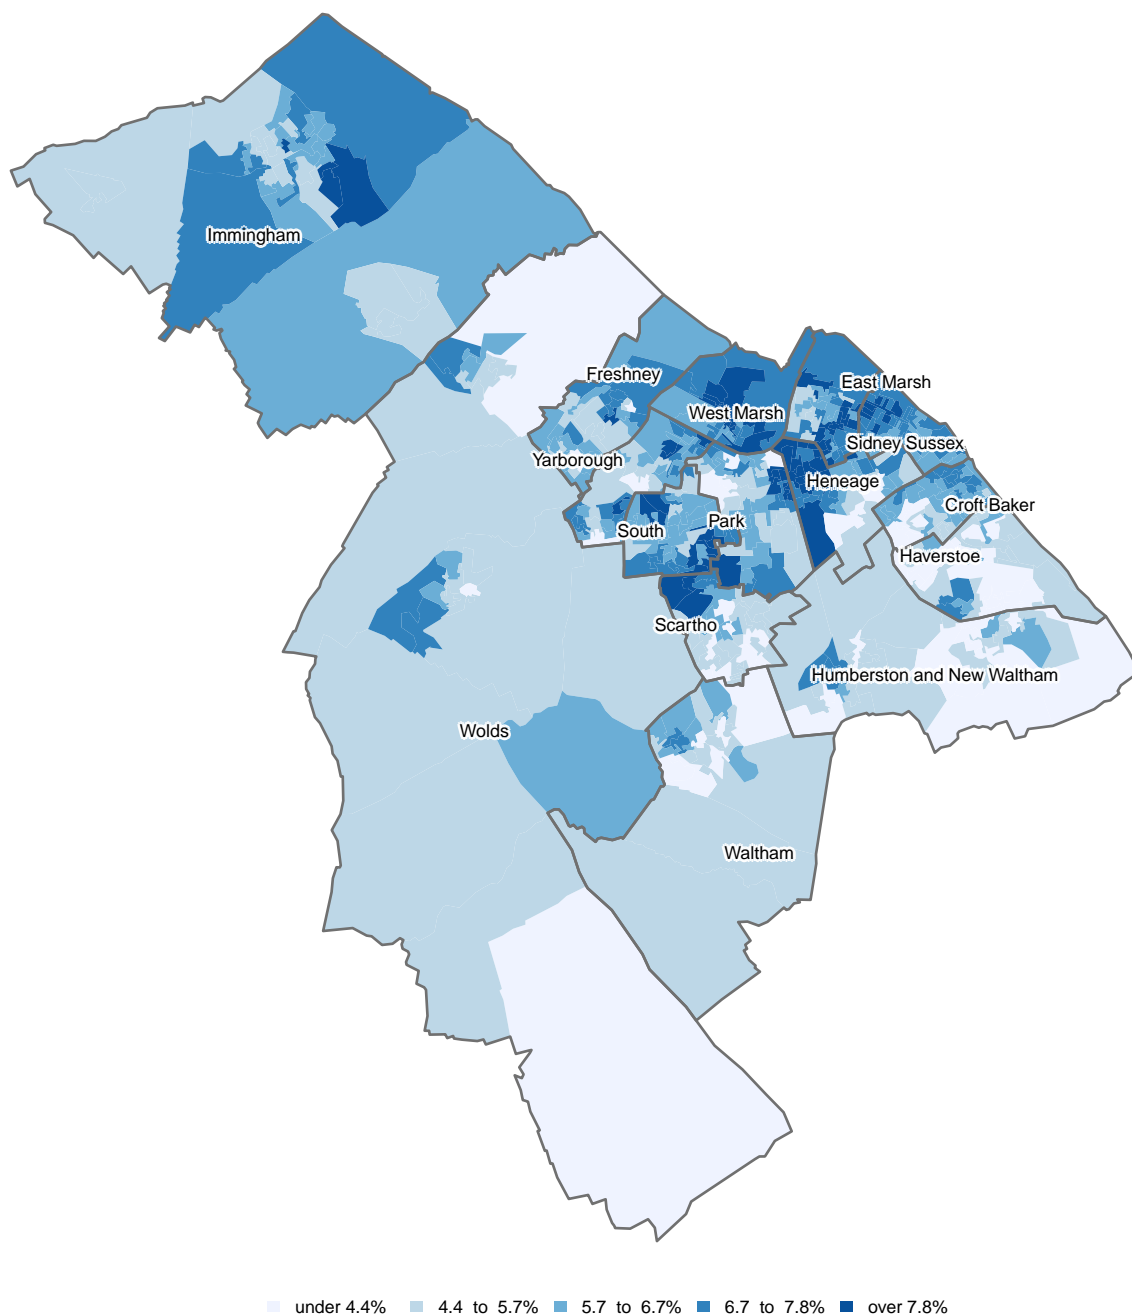 Immingham
Freshney
East Marsh
West Marsh
Sidney Sussex
Yarborough
Heneage
Croft Baker
South
Park
Haverstoe
Scartho
Humberston and New Waltham
Wolds
Waltham
under 4.4% 4.4 to 5.7% 5.7 to 6.7% 6.7 to 7.8% over 7.8%